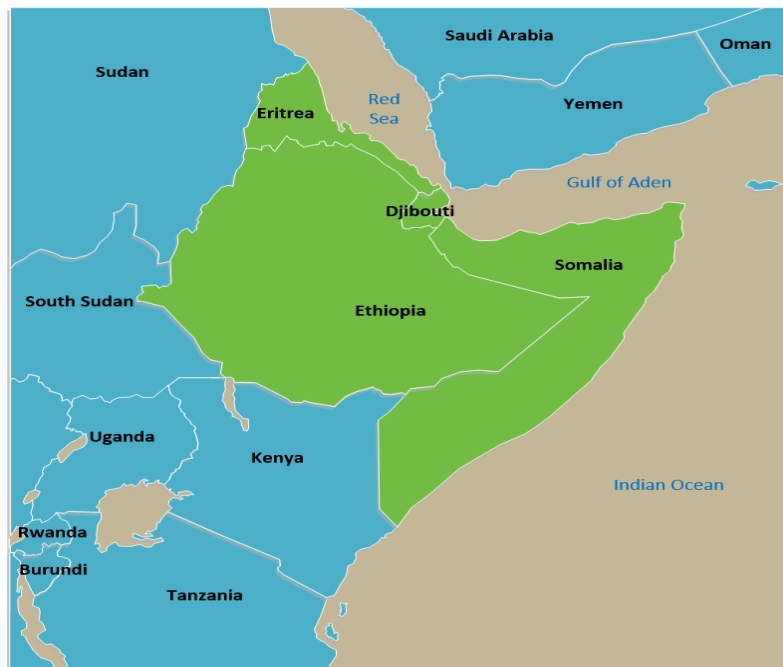 Saudi Arabia
Oman
Sudan
Red
Sea
Yemen
Eritrea
Gulf of Aden
Djibouti
Somalia
South Sudan
Ethiopia
Uganda
Kenya
Indian Ocean
Rwanda
Burundi
Tanzania